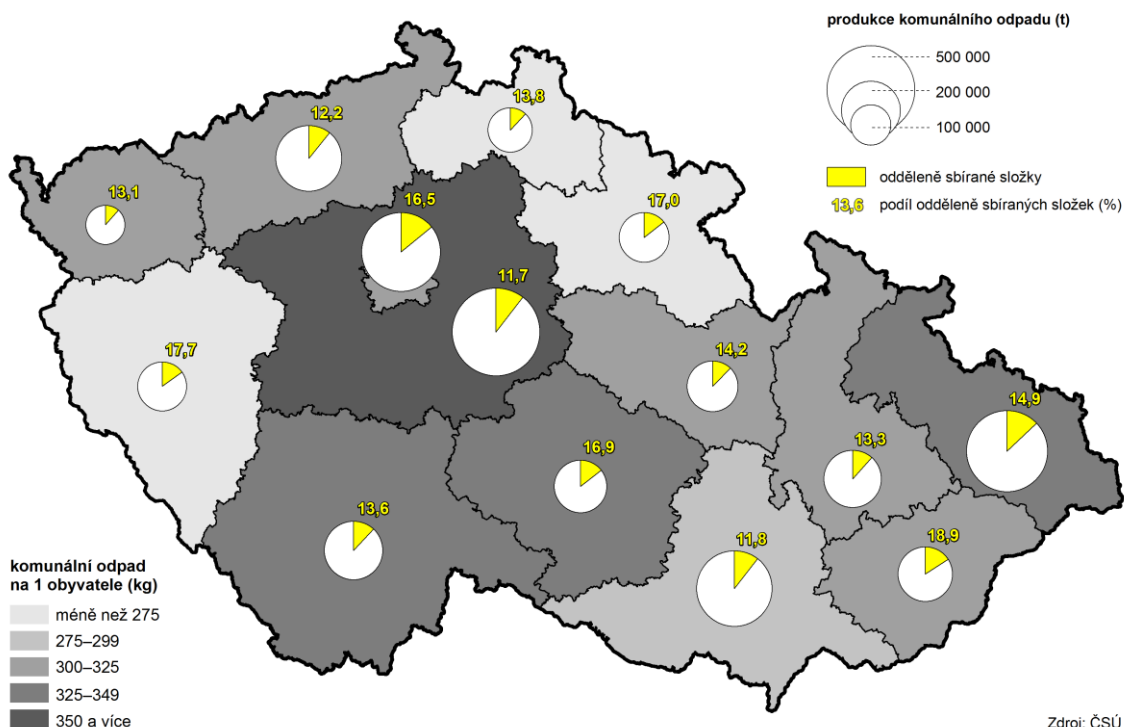 produkce komunálního odpadu (t)
500 000
200 000
100 000
odděleně sbírané složky
13,6 podíl odděleně sbíraných složek (%)
13,8
12,2
13,1
16,5
17,0
11,7
17,7
14,2
14,9
16,9
13,3
13,6
11,8
18,9
komunální odpad
na 1 obyvatele (kg)
méně než 275
275–299
300–325
325–349
350 a více
Zdroj: ČSÚ